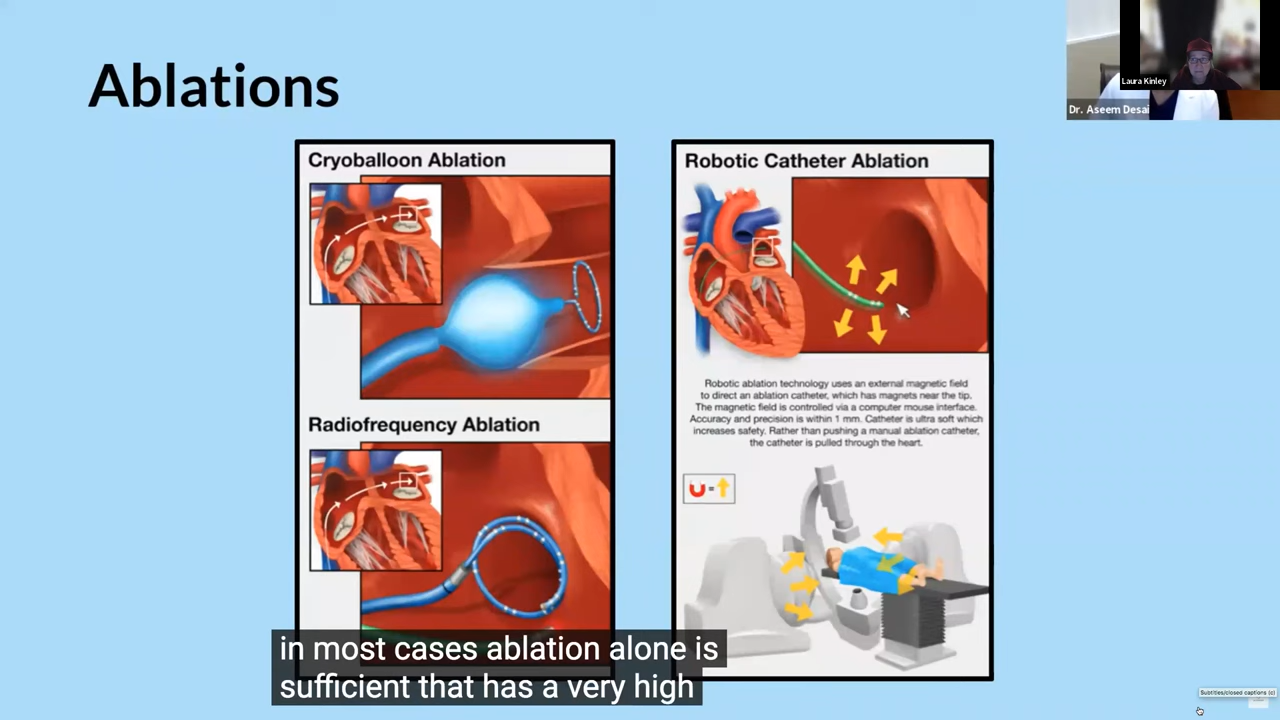 Ablations
Laura Kinley
Dr. Aseem Desai
Cryoballoon Ablation
Radiofrequency Ablation
Robotic Catheter Ablation
Robotic ablation technology uses an external magnetic field
to direct an ablation catheter, which has magnets near the tip.
The magnetic field is controlled via a computer mouse interface.
Accuracy and precision is within 1 mm. Catheter is ultra soft which
increases safety. Rather than pushing a manual ablation catheter,
the catheter is pulled through the heart.
in most cases ablation alone is
sufficient that has a very high
Subtitles/closed captions (c)